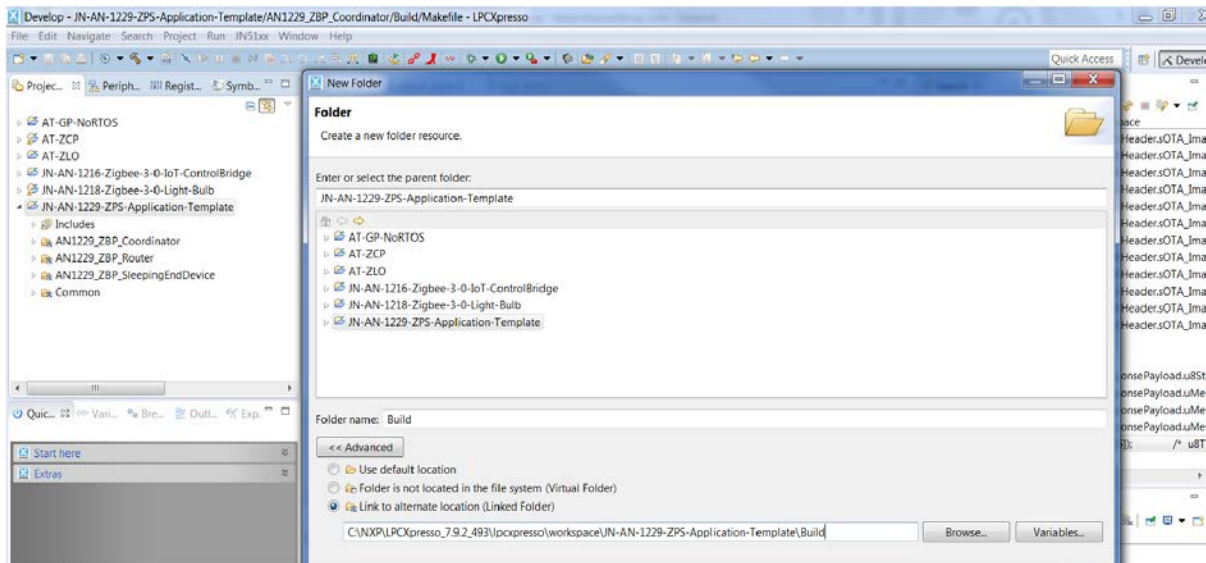 Develop - JN-AN-1229-ZPS-Application-Template/AN1229_ZBP_Coordinator/Build/Makefile - LPCXpresso
File Edit Navigate Search Project Run JN51xx Window Help
Quick Access
Develo
Projec... Periph... Regist... Symb...
AT-GP-NoRTOS
AT-ZCP
AT-ZLO
JN-AN-1216-Zigbee-3-0-IoT-ControlBridge
JN-AN-1218-Zigbee-3-0-Light-Bulb
JN-AN-1229-ZPS-Application-Template
Includes
AN1229_ZBP_Coordinator
AN1229_ZBP_Router
AN1229_ZBP_SleepingEndDevice
Common
Quic... Vari... Bre... Outl... Exp.
Start here
Extras
New Folder
Folder
Create a new folder resource.
Enter or select the parent folder:
JN-AN-1229-ZPS-Application-Template
AT-GP-NoRTOS
AT-ZCP
AT-ZLO
JN-AN-1216-Zigbee-3-0-IoT-ControlBridge
JN-AN-1218-Zigbee-3-0-Light-Bulb
JN-AN-1229-ZPS-Application-Template
Folder name: Build
<< Advanced
Use default location
Folder is not located in the file system (Virtual Folder)
Link to alternate location (Linked Folder)
C:\NXP\LPCXpresso_7.9.2_493\lpcxpresso\workspace\JN-AN-1229-ZPS-Application-Template\Build
Browse... Variables...
pace
Header.sOTA_Ima
Header.sOTA_Ima
Header.sOTA_Ima
Header.sOTA_Ima
Header.sOTA_Ima
Header.sOTA_Ima
Header.sOTA_Ima
Header.sOTA_Ima
Header.sOTA_Ima
Header.sOTA_Ima
Header.sOTA_Ima
Header.sOTA_Ima
onsePayload.u8St
onsePayload.uMe
onsePayload.uMe
onsePayload.uMe
/* u8T